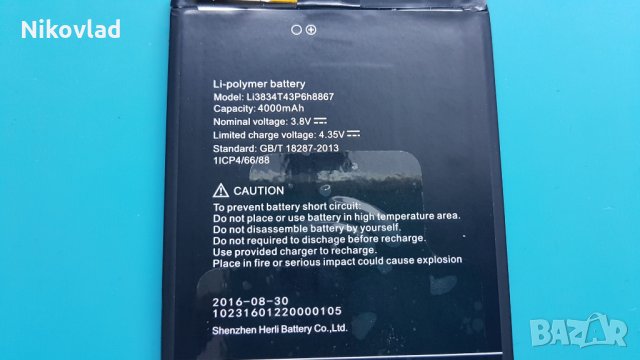 Nikovlad
Li-polymer battery
Model: Li3834T43P6h8867
Capacity: 4000mAh
Nominal voltage: 3.8V
Limited charge voltage: 4.35V
Standard: GB/T 18287-2013
1ICP4/66/88
CAUTION
To prevent battery short circuit:
Do not place or use battery in high temperature area.
Do not disassemble battery by yourself.
Do not required to dischage before recharge.
Use provided charger to recharge.
Place in fire or serious impact could cause explosion
2016-08-30
10231601220000105
Shenzhen Herli Battery Co.,Ltd.
BAZAR
bg